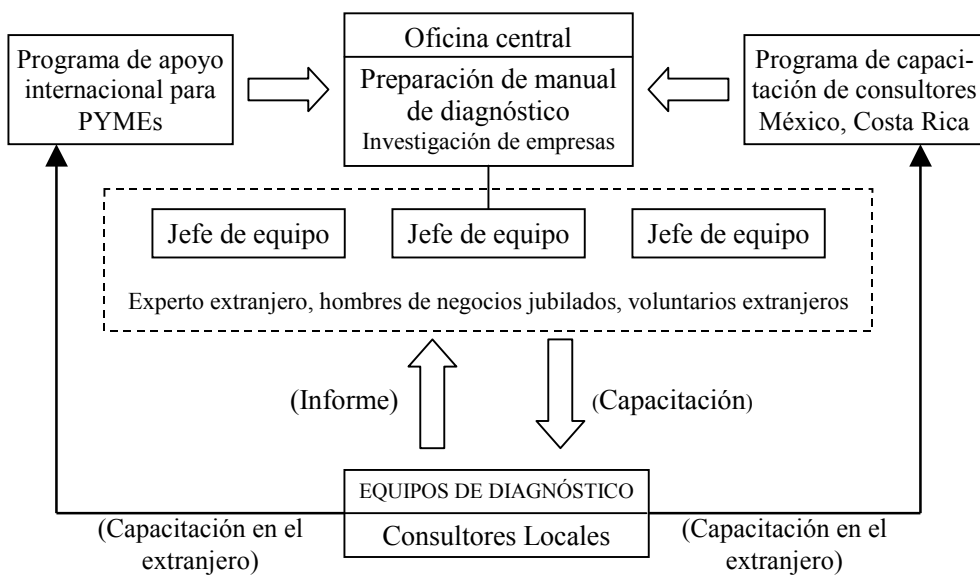 Programa de apoyo
internacional para
PYMEs
Oficina central
Preparación de manual
de diagnóstico
Investigación de empresas
Programa de capaci-
tación de consultores
México, Costa Rica
Jefe de equipo
Jefe de equipo
Jefe de equipo
Experto extranjero, hombres de negocios jubilados, voluntarios extranjeros
(Informe)
(Capacitación)
EQUIPOS DE DIAGNÓSTICO
Consultores Locales
(Capacitación en el
extranjero)
(Capacitación en el
extranjero)